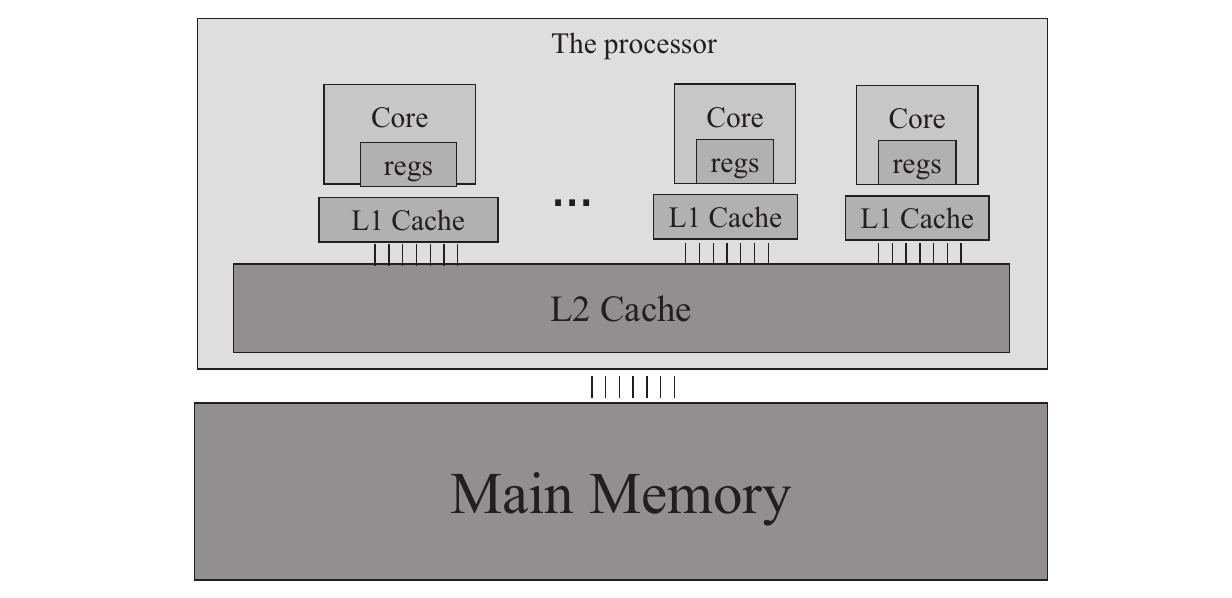 The processor
Core
Core
Core
regs
regs
regs
...
L1 Cache
L1 Cache
L1 Cache
L2 Cache
Main Memory